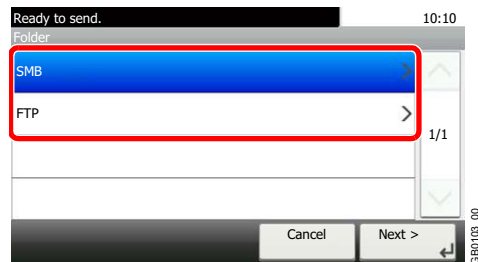 Ready to send. 10:10
Folder
SMB
FTP
1/1
Cancel Next >
GB0103_00